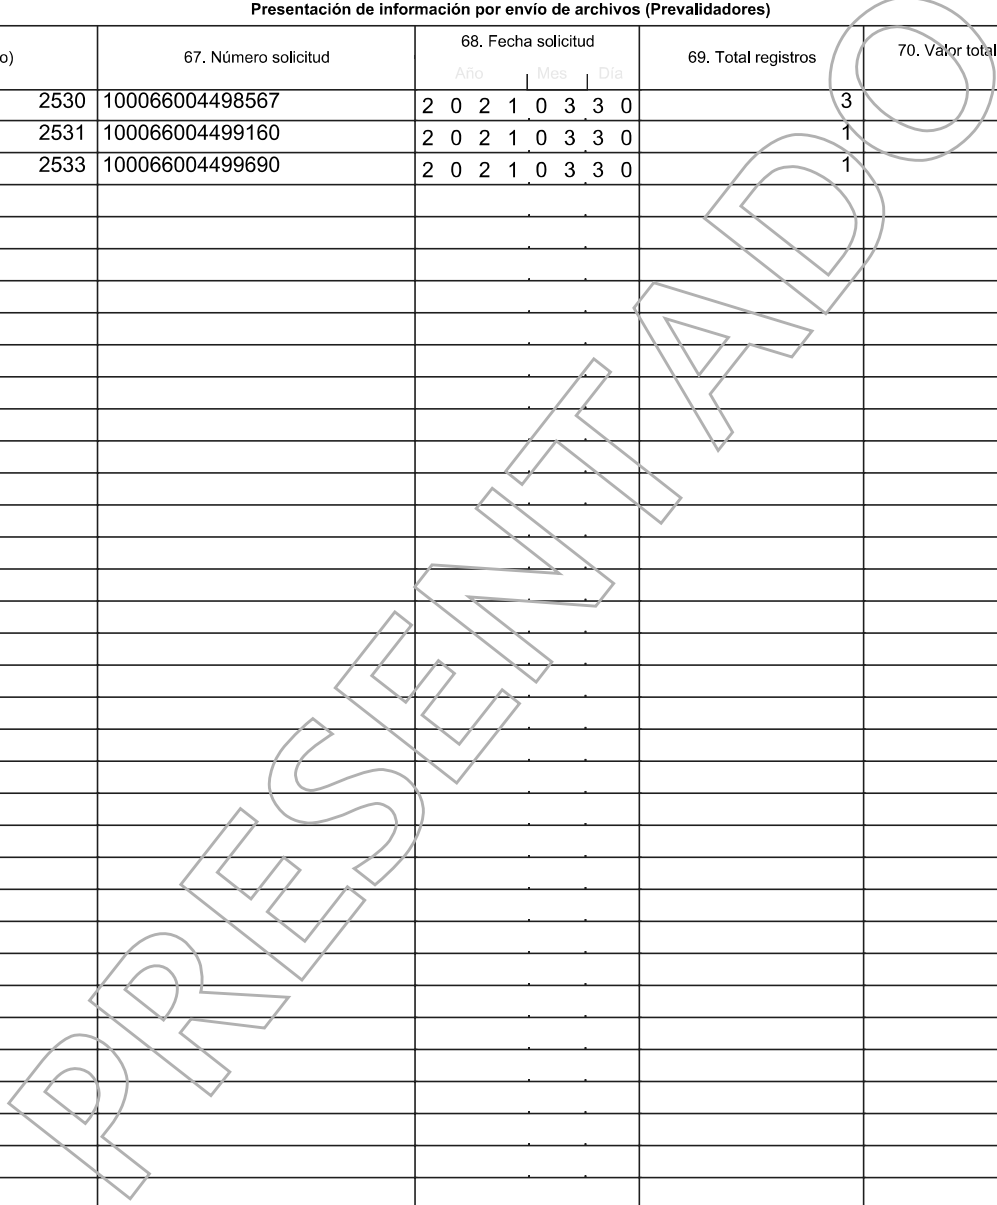 Presentación de información por envío de archivos (Prevalidadores)
o) 67. Número solicitud 68. Fecha solicitud 69. Total registros 70. Valor total
Año Mes Día
2530 100066004498567 2 0 2 1 0 3 3 0 3
2531 100066004499160 2 0 2 1 0 3 3 0 1
2533 100066004499690 2 0 2 1 0 3 3 0 1
PRESENTADO